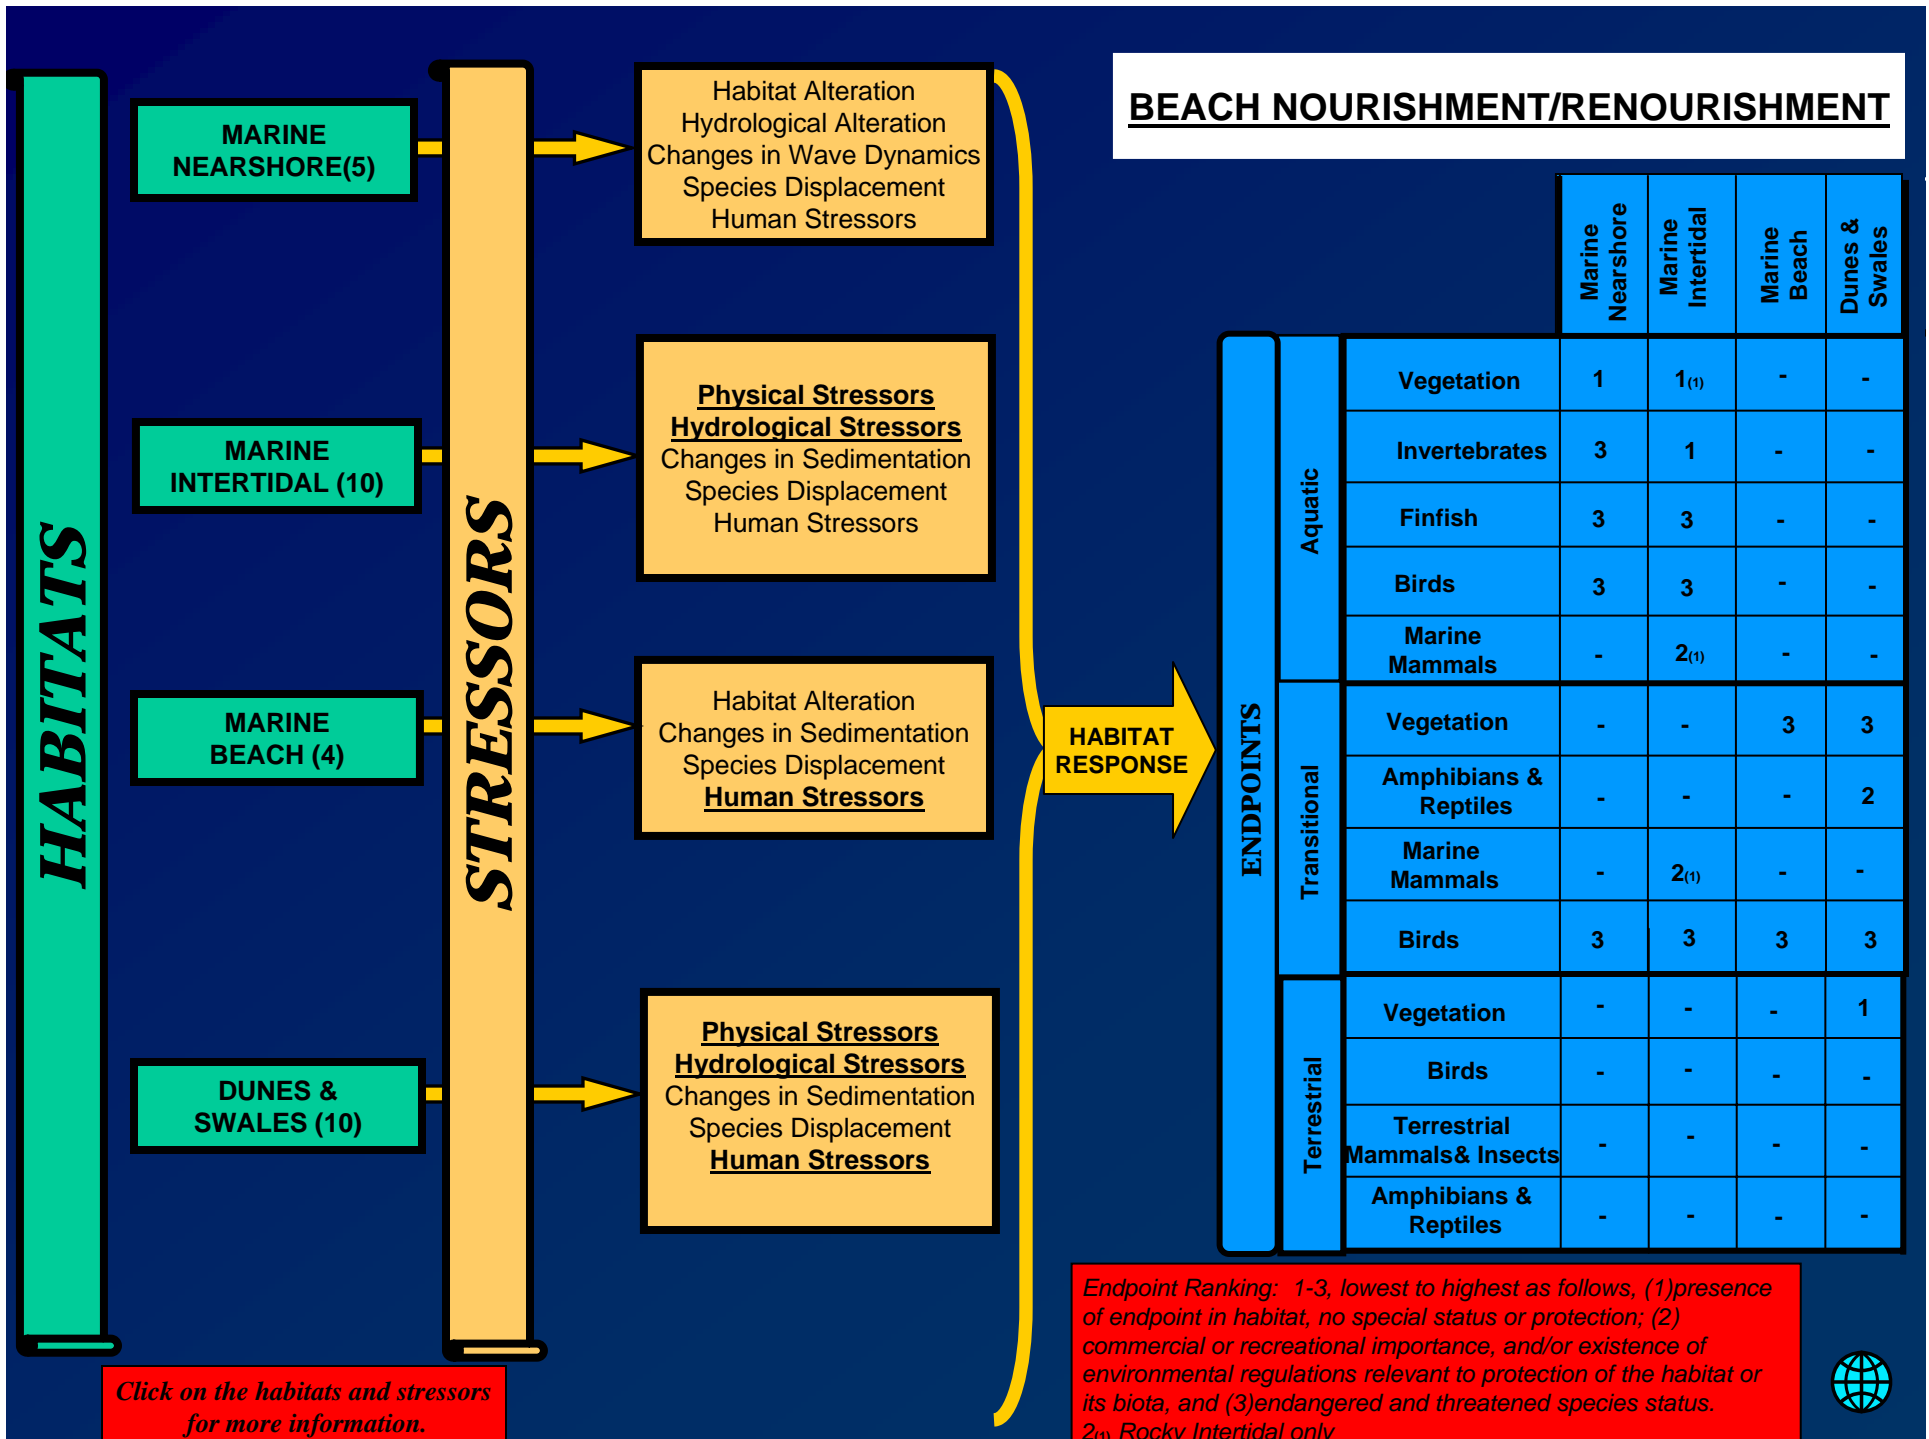 BEACH NOURISHMENT/RENOURISHMENT
HABITATS
MARINE
NEARSHORE(5)
MARINE
INTERTIDAL (10)
MARINE
BEACH (4)
DUNES &
SWALES (10)
STRESSORS
Habitat Alteration
Hydrological Alteration
Changes in Wave Dynamics
Species Displacement
Human Stressors
Physical Stressors
Hydrological Stressors
Changes in Sedimentation
Species Displacement
Human Stressors
Habitat Alteration
Changes in Sedimentation
Species Displacement
Human Stressors
Physical Stressors
Hydrological Stressors
Changes in Sedimentation
Species Displacement
Human Stressors
HABITAT
RESPONSE
ENDPOINTS
Marine
Nearshore
Marine
Intertidal
Marine
Beach
Dunes &
Swales
Aquatic
Vegetation 1 1(1) - -
Invertebrates 3 1 - -
Finfish 3 3 - -
Birds 3 3 - -
Marine
Mammals - 2(1) - -
Transitional
Vegetation - - 3 3
Amphibians &
Reptiles - - - 2
Marine
Mammals - 2(1) - -
Birds 3 3 3 3
Terrestrial
Vegetation - - - 1
Birds - - - -
Terrestrial
Mammals& Insects - - - -
Amphibians &
Reptiles - - - -
Endpoint Ranking: 1-3, lowest to highest as follows, (1)presence
of endpoint in habitat, no special status or protection; (2)
commercial or recreational importance, and/or existence of
environmental regulations relevant to protection of the habitat or
its biota, and (3)endangered and threatened species status.
2(1) Rocky Intertidal only
Click on the habitats and stressors
for more information.